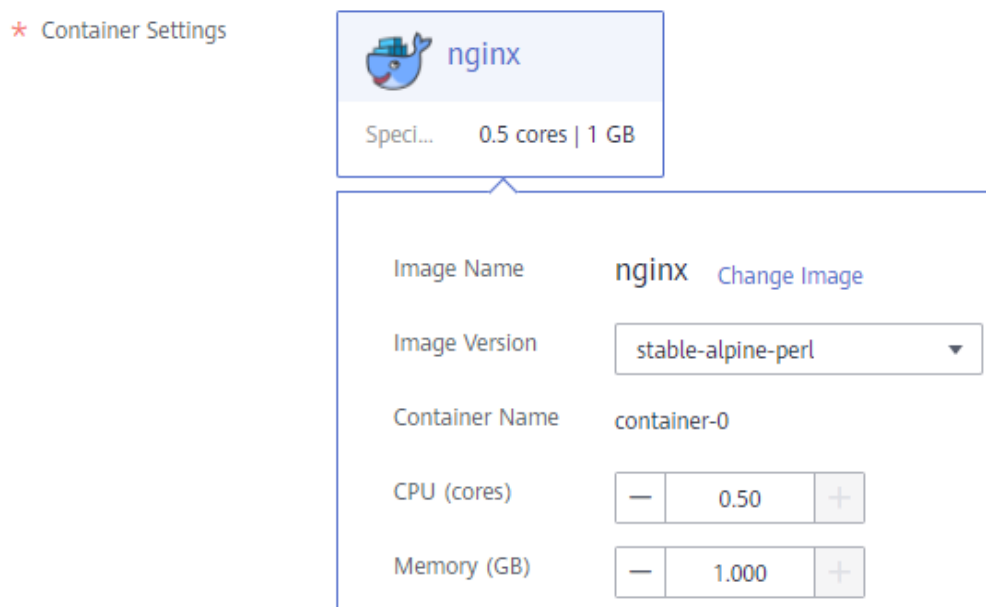 * Container Settings
nginx
Speci... 0.5 cores | 1 GB
Image Name nginx Change Image
Image Version stable-alpine-perl
Container Name container-0
CPU (cores) — 0.50 +
Memory (GB) — 1.000 +